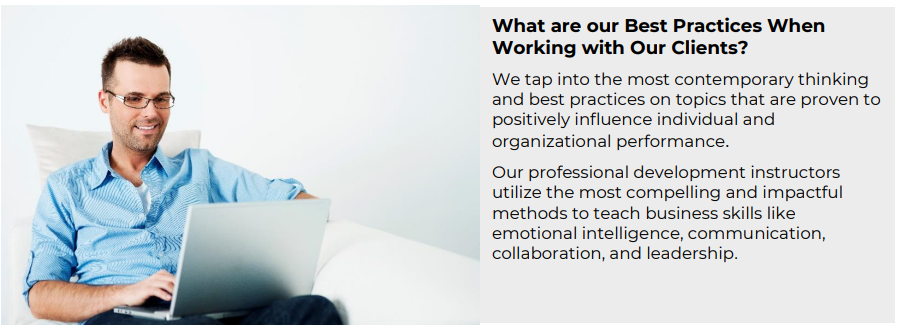 What are our Best Practices When
Working with Our Clients?
We tap into the most contemporary thinking
and best practices on topics that are proven to
positively influence individual and
organizational performance.
Our professional development instructors
utilize the most compelling and impactful
methods to teach business skills like
emotional intelligence, communication,
collaboration, and leadership.